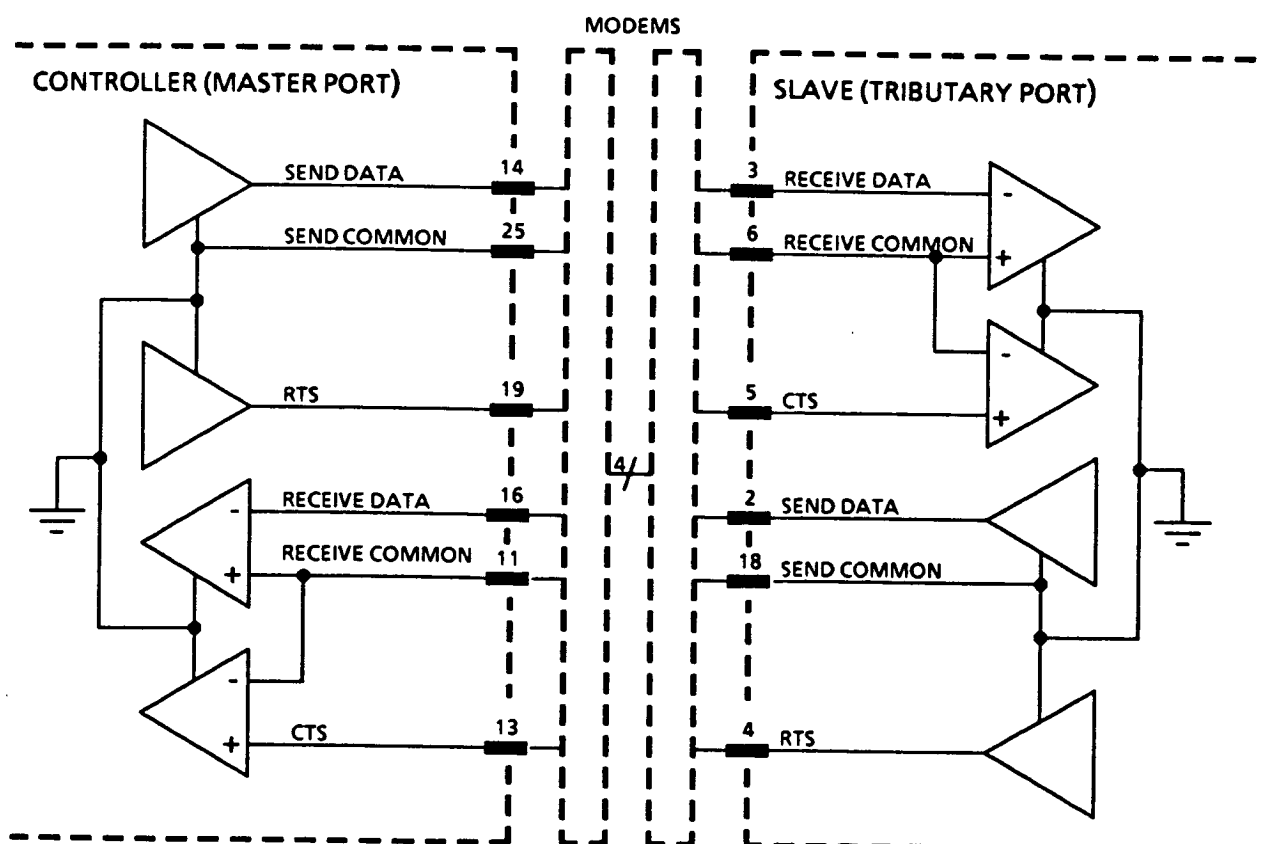 MODEMS
CONTROLLER (MASTER PORT)
SEND DATA
14
SEND COMMON
25
RTS
19
RECEIVE DATA
16
-
RECEIVE COMMON
11
+
-
CTS
13
+
4/
SLAVE (TRIBUTARY PORT)
3
RECEIVE DATA
-
6
RECEIVE COMMON
+
-
5
CTS
+
2
SEND DATA
18
SEND COMMON
4
RTS